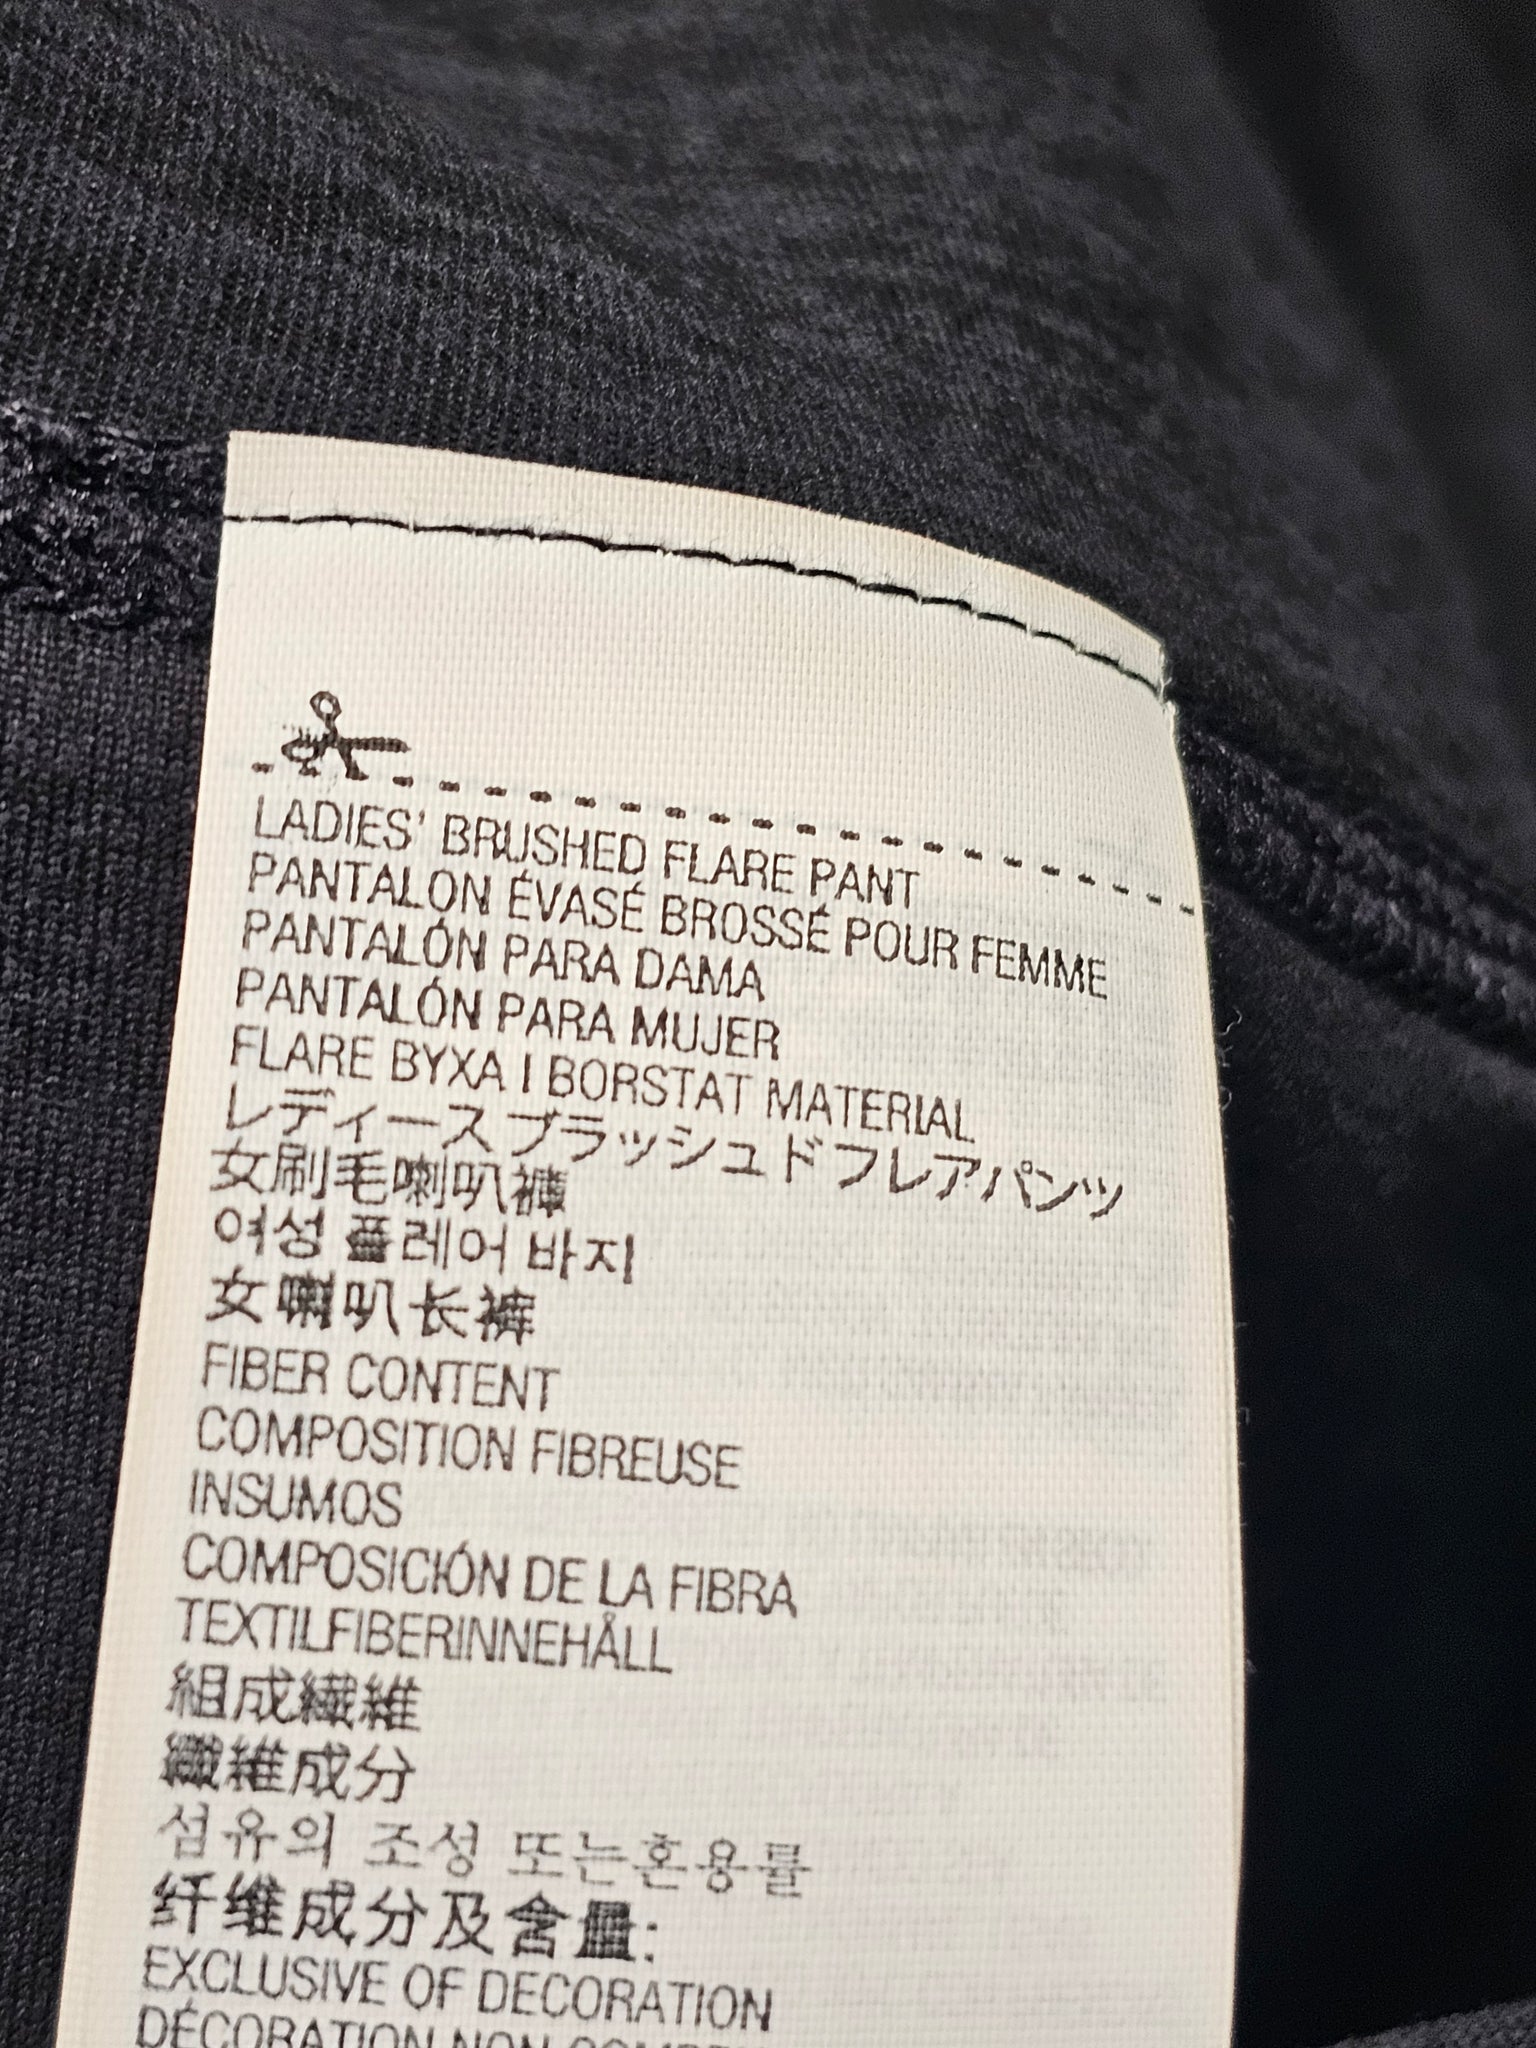 LADIES' BRUSHED FLARE PANT
PANTALON ÉVASÉ BROSSÉ POUR FEMME
PANTALÓN PARA DAMA
PANTALÓN PARA MUJER
FLARE BYXA I BORSTAT MATERIAL
レディースブラッシュドフレアパンツ
女刷毛喇叭褲
여성 플레어 바지
女喇叭长裤
FIBER CONTENT
COMPOSITION FIBREUSE
INSUMOS
COMPOSICIÓN DE LA FIBRA
TEXTILFIBERINNEHÅLL
組成繊維
纖維成分
섬유의 조성 또는혼용률
纤维成分及含量:
EXCLUSIVE OF DECORATION
DÉCORATION NON